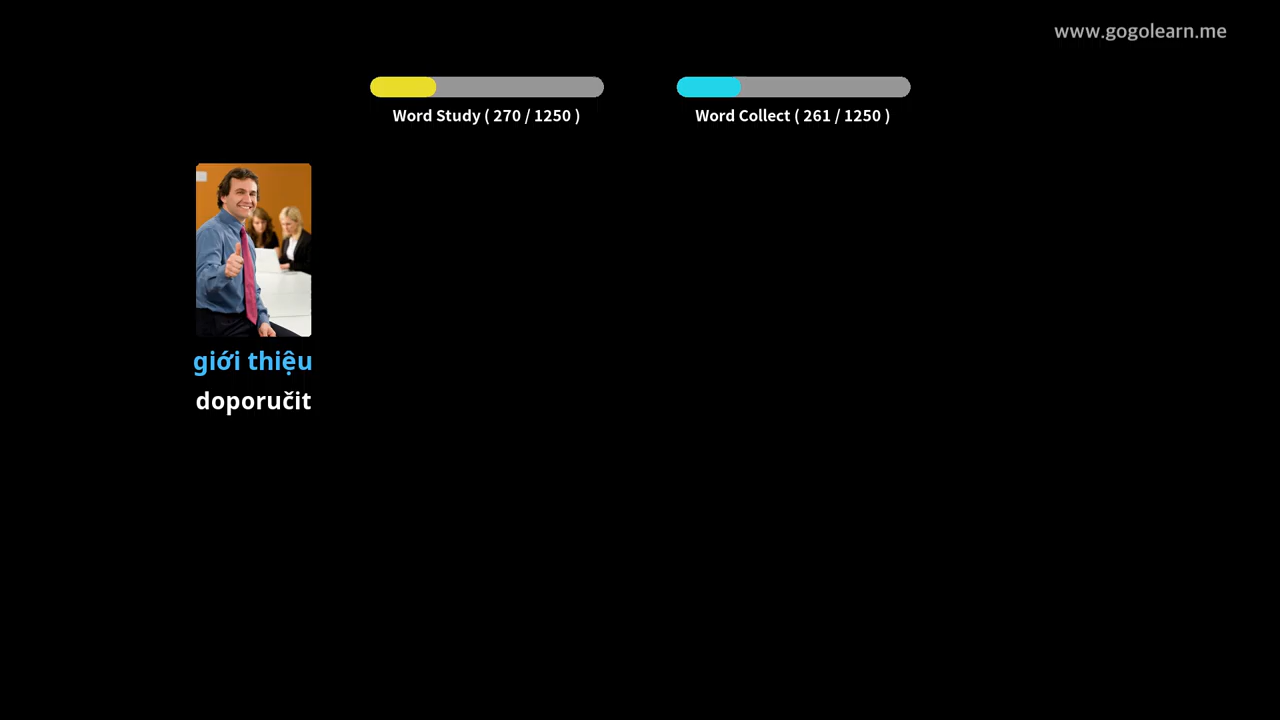 www.gogolearn.me
Word Study ( 270 / 1250 )
Word Collect ( 261 / 1250 )
giới thiệu
doporučit